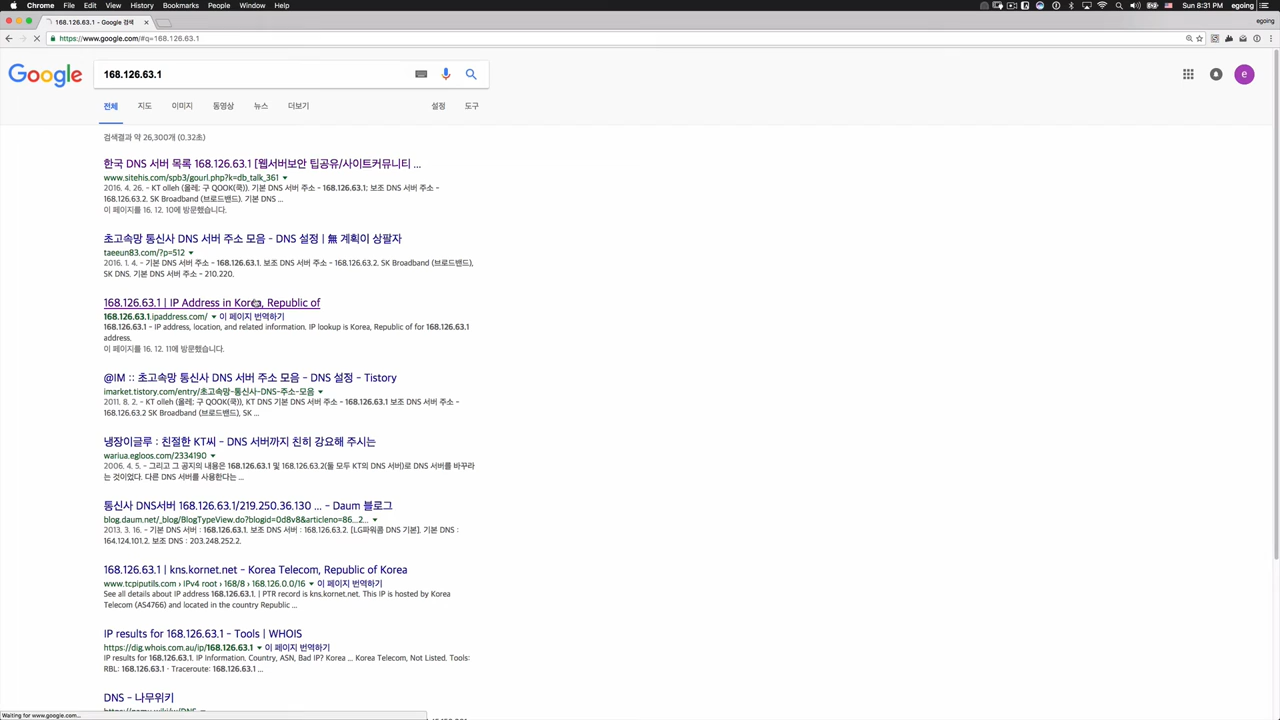 Chrome File Edit View History Bookmarks People Window Help
Sun 8:31 PM egoing
168.126.63.1 - Google 검색
egoing
https://www.google.com/#q=168.126.63.1
Google
168.126.63.1
e
전체 지도 이미지 동영상 뉴스 더보기 설정 도구
검색결과 약 26,300개 (0.32초)
한국 DNS 서버 목록 168.126.63.1 [웹서버보안 팁공유/사이트커뮤니티 ...
www.sitehis.com/spb3/gourl.php?k=db_talk_361
2016. 4. 26. - KT olleh (올레; 구 QOOK(쿡)). 기본 DNS 서버 주소 - 168.126.63.1; 보조 DNS 서버 주소 -
168.126.63.2. SK Broadband (브로드밴드). 기본 DNS ...
이 페이지를 16. 12. 10에 방문했습니다.
초고속망 통신사 DNS 서버 주소 모음 - DNS 설정 | 無 계획이 상팔자
taeeun83.com/?p=512
2016. 1. 4. - 기본 DNS 서버 주소 - 168.126.63.1. 보조 DNS 서버 주소 - 168.126.63.2. SK Broadband (브로드밴드),
SK DNS. 기본 DNS 서버 주소 - 210.220.
168.126.63.1 | IP Address in Korea, Republic of
168.126.63.1.ipaddress.com/ 이 페이지 번역하기
168.126.63.1 - IP address, location, and related information. IP lookup is Korea, Republic of for 168.126.63.1
address.
이 페이지를 16. 12. 11에 방문했습니다.
@IM :: 초고속망 통신사 DNS 서버 주소 모음 - DNS 설정 - Tistory
imarket.tistory.com/entry/초고속망-통신사-DNS-주소-모음
2011. 8. 2. - KT olleh (올레; 구 QOOK(쿡)), KT DNS 기본 DNS 서버 주소 - 168.126.63.1 보조 DNS 서버 주소 -
168.126.63.2 SK Broadband (브로드밴드), SK ...
냉장이글루 : 친절한 KT씨 - DNS 서버까지 친히 강요해 주시는
wariua.egloos.com/2334190
2006. 4. 5. - 그리고 그 공지의 내용은 168.126.63.1 및 168.126.63.2(둘 모두 KT의 DNS 서버)로 DNS 서버를 바꾸라
는 것이었다. 다른 DNS 서버를 사용한다는 ...
통신사 DNS서버 168.126.63.1/219.250.36.130 ... - Daum 블로그
blog.daum.net/_blog/BlogTypeView.do?blogid=0d8v8&articleno=86...2...
2013. 3. 16. - 기본 DNS 서버 : 168.126.63.1. 보조 DNS 서버 : 168.126.63.2. [LG파워콤 DNS 기본]. 기본 DNS :
164.124.101.2. 보조 DNS : 203.248.252.2.
168.126.63.1 | kns.kornet.net - Korea Telecom, Republic of Korea
www.tcpiputils.com › IPv4 root › 168/8 › 168.126.0.0/16 이 페이지 번역하기
See all details about IP address 168.126.63.1. | PTR record is kns.kornet.net. This IP is hosted by Korea
Telecom (AS4766) and located in the country Republic ...
IP results for 168.126.63.1 - Tools | WHOIS
https://dig.whois.com.au/ip/168.126.63.1 이 페이지 번역하기
IP results for 168.126.63.1. IP Information. Country, ASN, Bad IP? Korea ... Korea Telecom, Not Listed. Tools:
RBL: 168.126.63.1 · Traceroute: 168.126.63.1 ...
DNS - 나무위키
https://namu.wiki/w/DNS
Waiting for www.google.com...